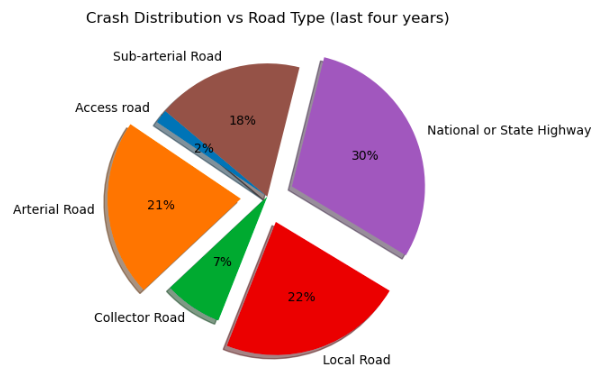 Crash Distribution vs Road Type (last four years)
Sub-arterial Road
18%
Access road
2%
National or State Highway
30%
Arterial Road
21%
Collector Road
7%
Local Road
22%